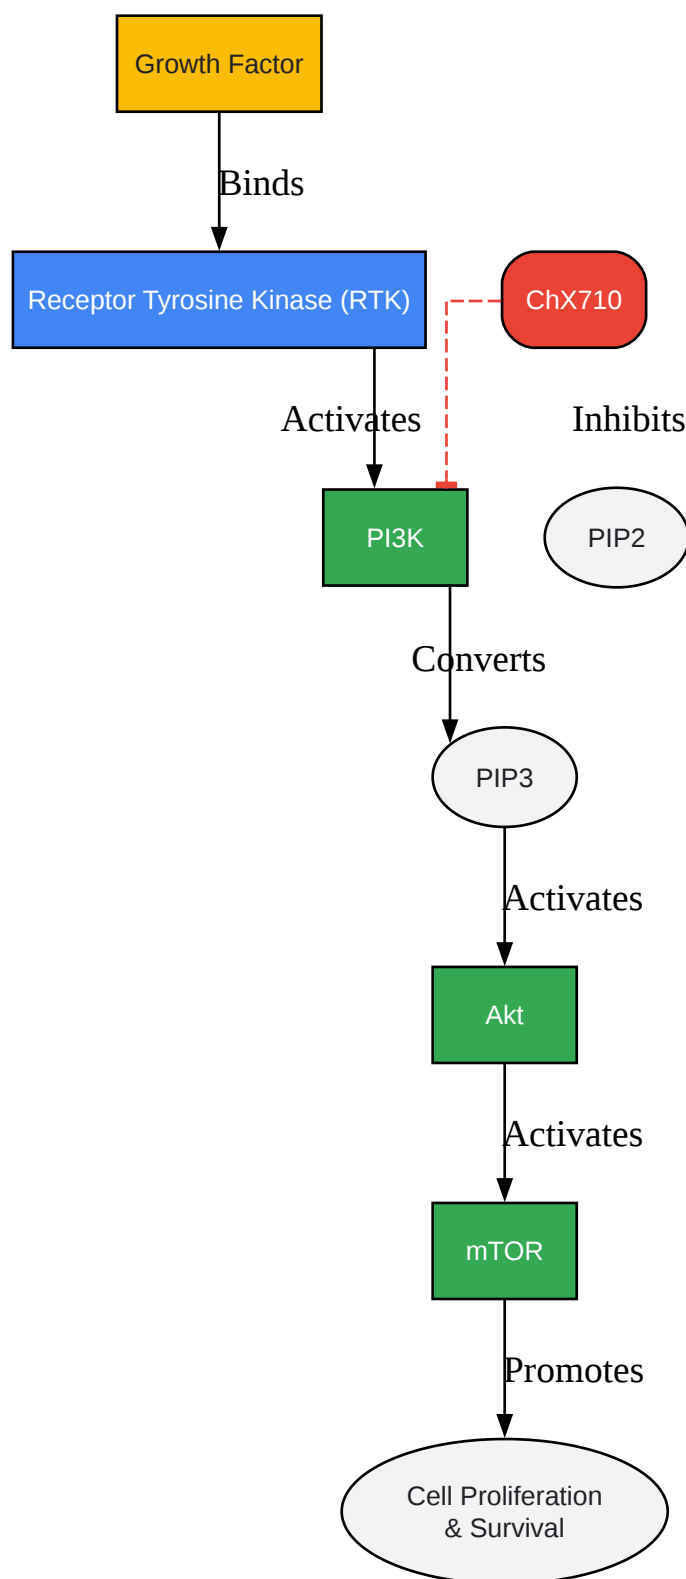 Growth Factor
Binds
Receptor Tyrosine Kinase (RTK)
ChX710
Activates
Inhibits
PI3K
PIP2
Converts
PIP3
Activates
Akt
Activates
mTOR
Promotes
Cell Proliferation
& Survival